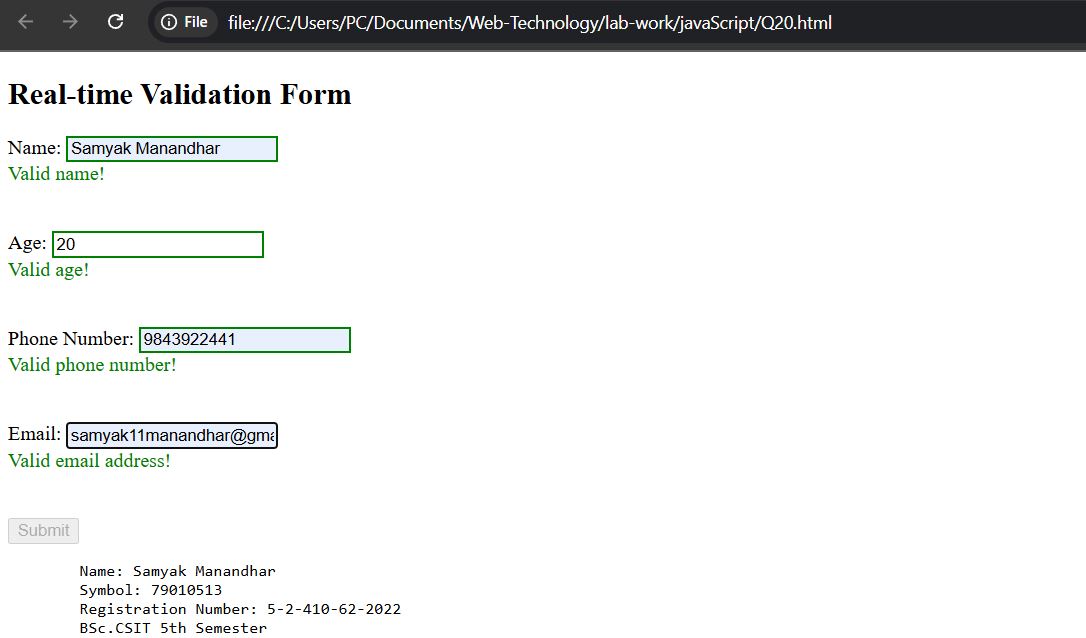 File file:///C:/Users/PC/Documents/Web-Technology/lab-work/javaScript/Q20.html
Real-time Validation Form
Name: Samyak Manandhar
Valid name!
Age: 20
Valid age!
Phone Number: 9843922441
Valid phone number!
Email: samyak11manandhar@gma
Valid email address!
Submit
Name: Samyak Manandhar
Symbol: 79010513
Registration Number: 5-2-410-62-2022
BSc.CSIT 5th Semester